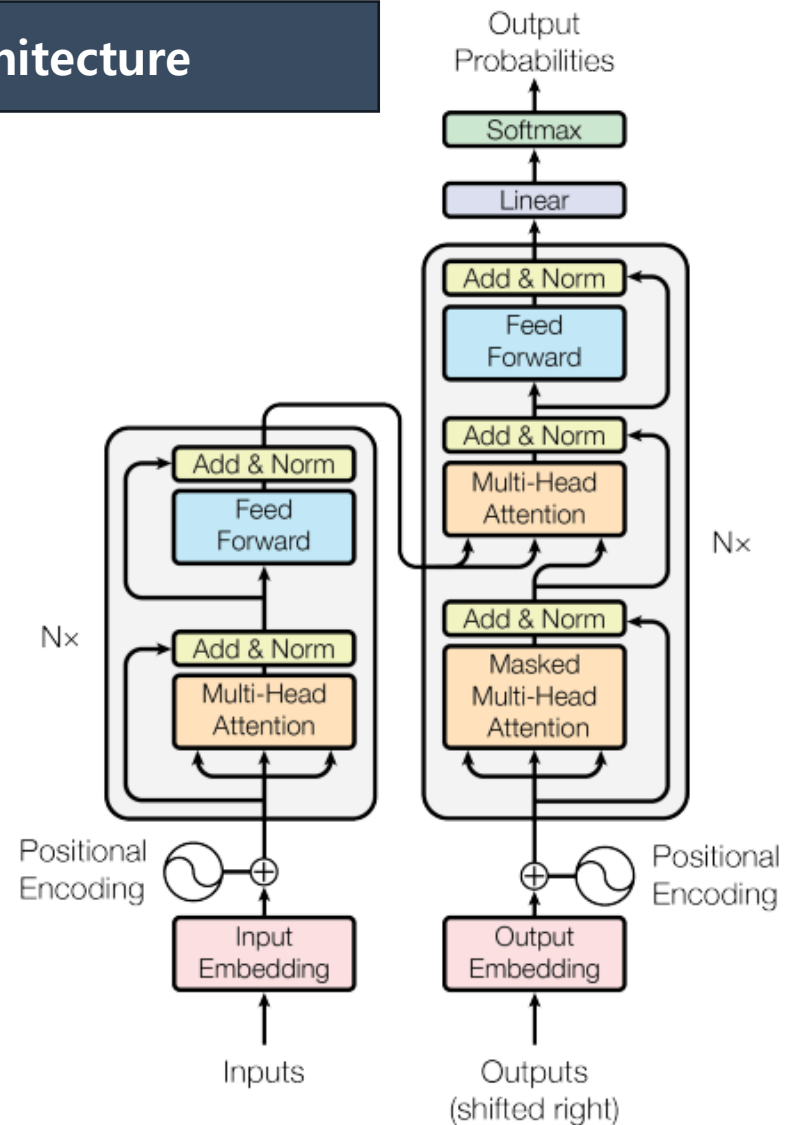 hitecture
Output
Probabilities
Softmax
Linear
Add & Norm
Feed
Forward
Add & Norm
Multi-Head
Attention
Nx
Add & Norm
Masked
Multi-Head
Attention
Add & Norm
Feed
Forward
Nx
Add & Norm
Multi-Head
Attention
Positional
Encoding
Positional
Encoding
Input
Embedding
Output
Embedding
Inputs
Outputs
(shifted right)